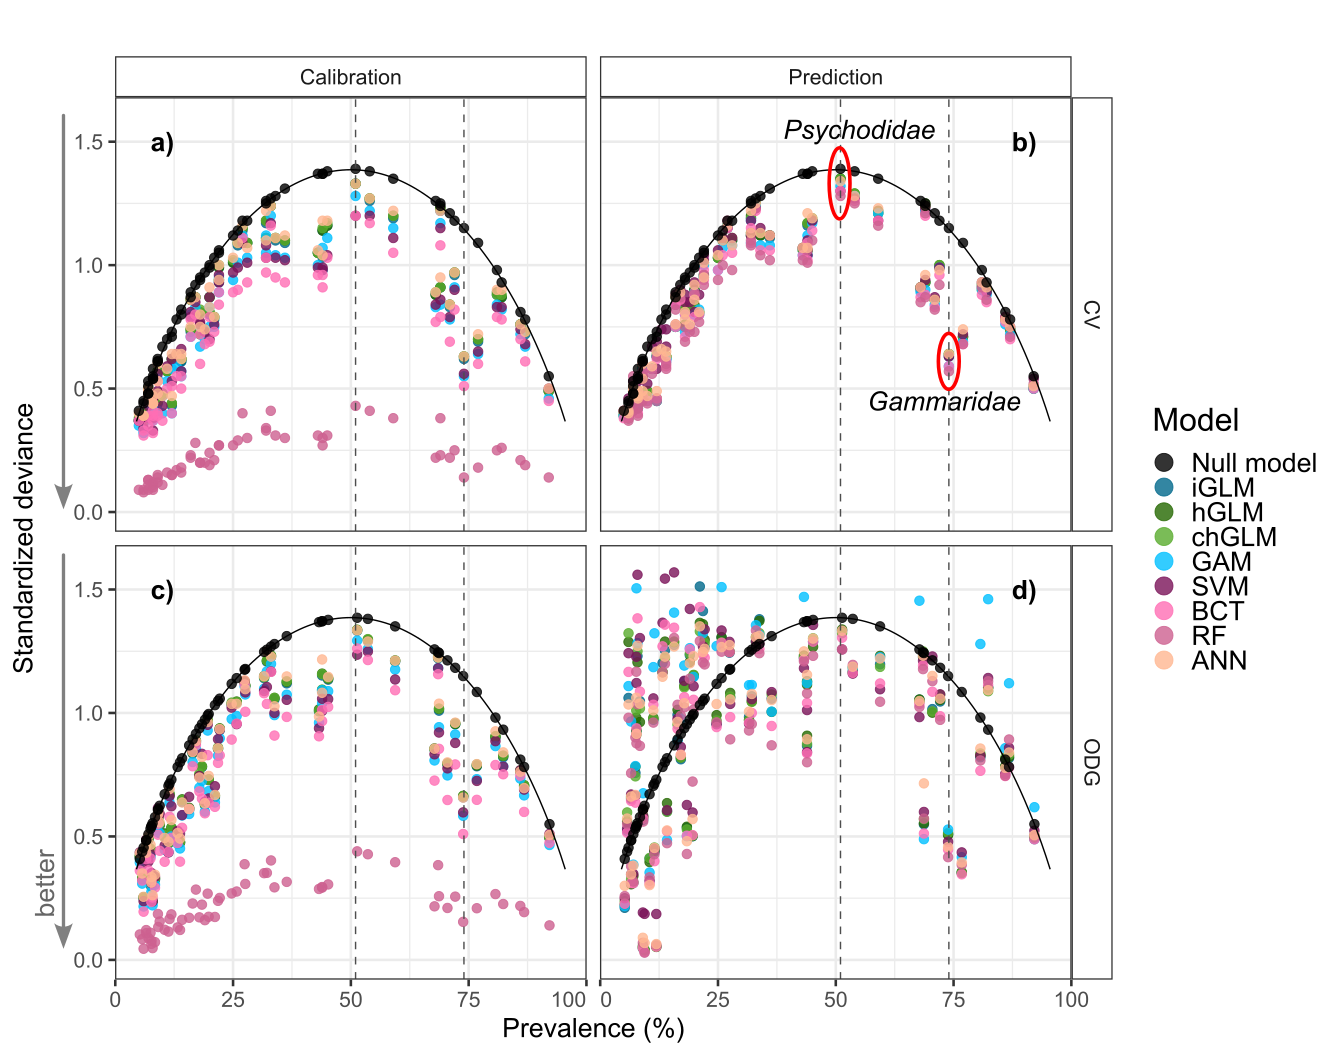 Calibration
Prediction
a)
b)
Psychodidae
Gammaridae
CV
1.5
1.0
0.5
0.0
c)
d)
ODG
1.5
1.0
0.5
0.0
Standardized deviance
better
0
25
50
75
100
0
25
50
75
100
Prevalence (%)
Model
Null model
iGLM
hGLM
chGLM
GAM
SVM
BCT
RF
ANN